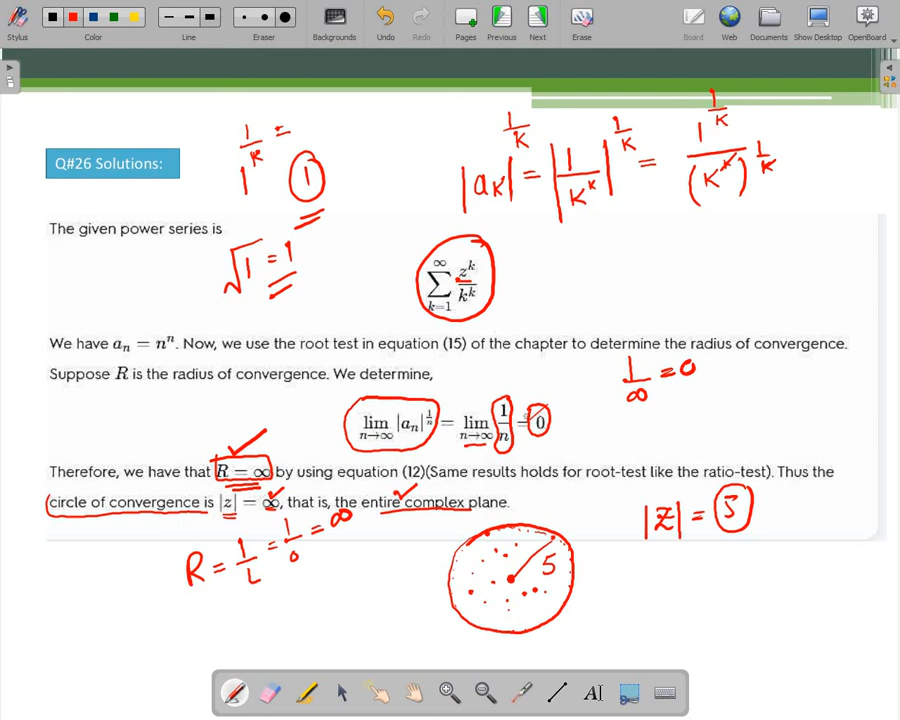 Stylus Color Line Eraser Backgrounds Undo Redo Pages Previous Next Erase Board Web Documents Show Desktop OpenBoard
1^{1/K} = 1
|a_K|^{1/K} = |1/K^K|^{1/K} = 1^{1/K}/(K^K)^{1/K}
Q#26 Solutions:
The given power series is
√1 = 1
∑_{k=1}^{∞} z^k/k^k
We have a_n = n^n. Now, we use the root test in equation (15) of the chapter to determine the radius of convergence.
Suppose R is the radius of convergence. We determine,
1/∞ = 0
lim_{n→∞} |a_n|^{1/n} = lim_{n→∞} 1/n = 0
Therefore, we have that R = ∞ by using equation (12)(Same results holds for root-test like the ratio-test). Thus the
circle of convergence is |z| = ∞, that is, the entire complex plane.
|z| = 5
R = 1/L = 1/0 = ∞
5